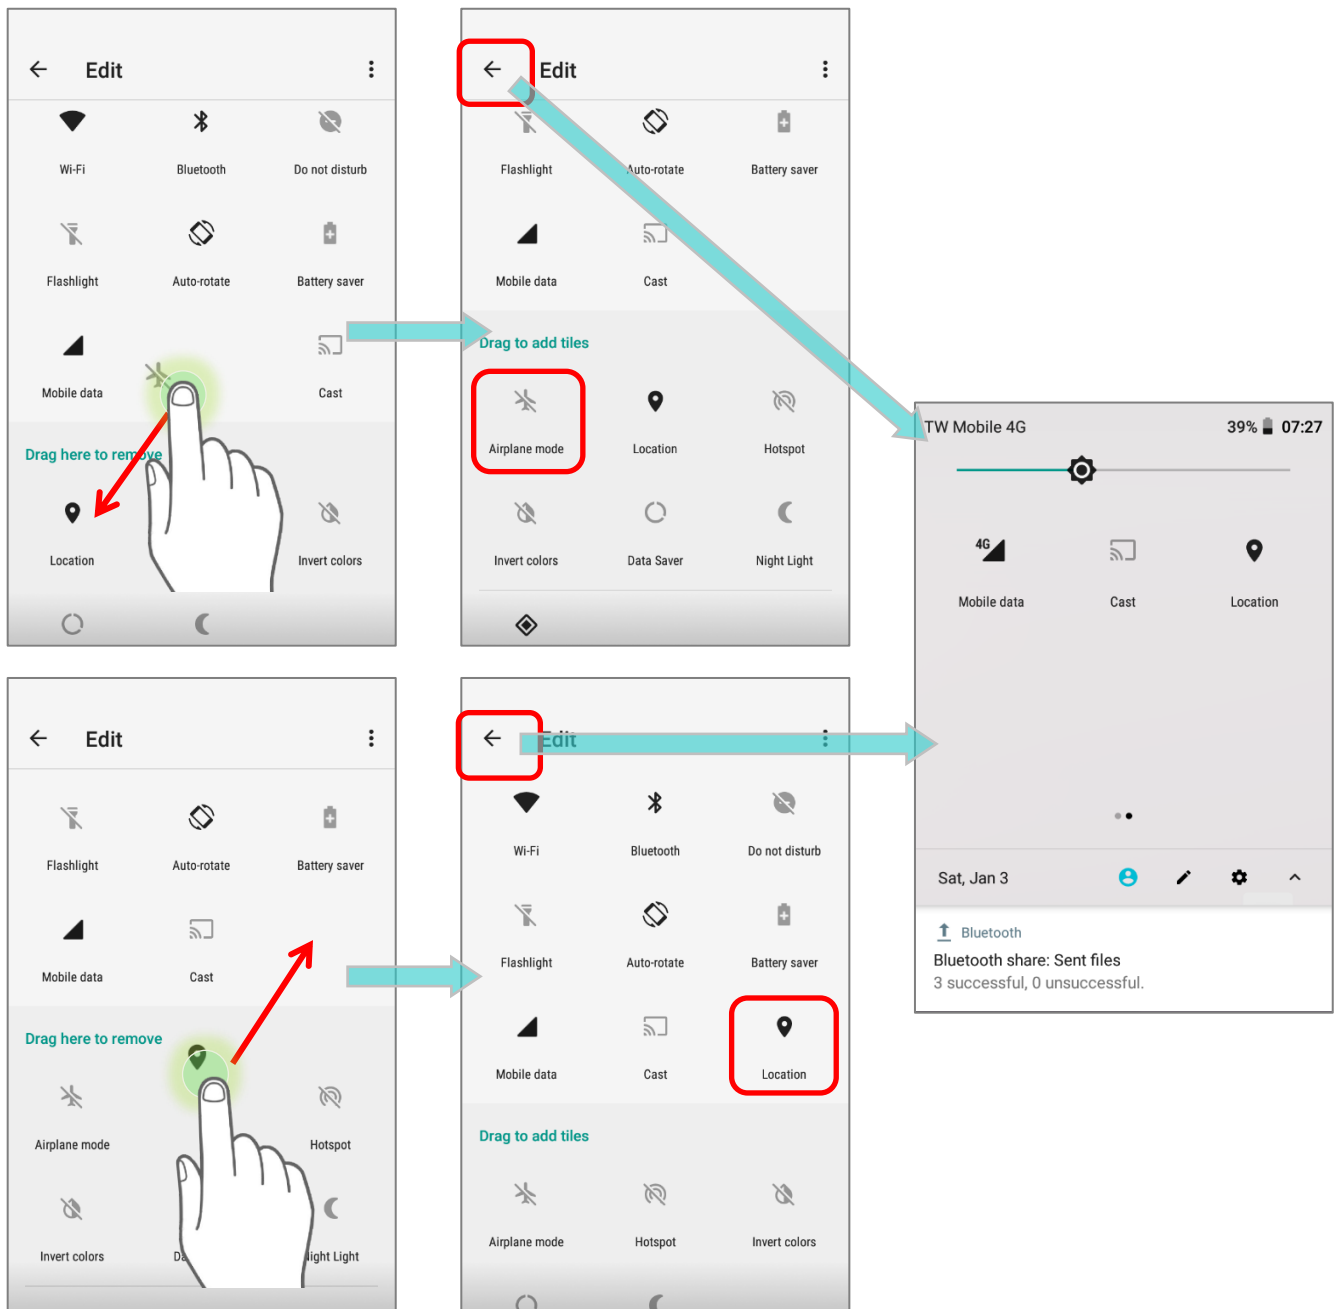 Edit
Wi-Fi Bluetooth Do not disturb
Flashlight Auto-rotate Battery saver
Mobile data Cast
Drag here to remove
Location Invert colors
Edit
Flashlight Auto-rotate Battery saver
Mobile data Cast
Drag to add tiles
Airplane mode Location Hotspot
Invert colors Data Saver Night Light
Edit
Flashlight Auto-rotate Battery saver
Mobile data Cast
Drag here to remove
Airplane mode Hotspot
Invert colors Light
Edit
Wi-Fi Bluetooth Do not disturb
Flashlight Auto-rotate Battery saver
Mobile data Cast Location
Drag to add tiles
Airplane mode Hotspot Invert colors
TW Mobile 4G 39% 07:27
4G
Mobile data Cast Location
Sat, Jan 3
Bluetooth
Bluetooth share: Sent files
3 successful, 0 unsuccessful.